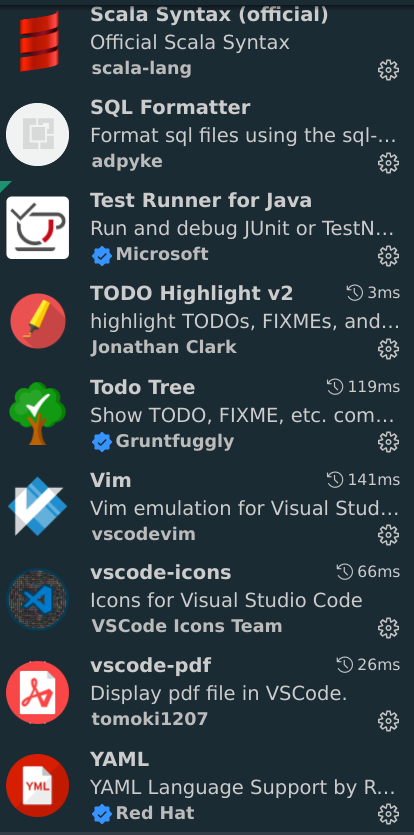 Scala Syntax (official)
Official Scala Syntax
scala-lang
SQL Formatter
Format sql files using the sql-...
adpyke
Test Runner for Java
Run and debug JUnit or TestN...
Microsoft
TODO Highlight v2 3ms
highlight TODOs, FIXMEs, and...
Jonathan Clark
Todo Tree 119ms
Show TODO, FIXME, etc. com...
Gruntfuggly
Vim 141ms
Vim emulation for Visual Stud...
vscodevim
vscode-icons 66ms
Icons for Visual Studio Code
VSCode Icons Team
vscode-pdf 26ms
Display pdf file in VSCode.
tomoki1207
YAML
YML
YAML Language Support by R...
Red Hat